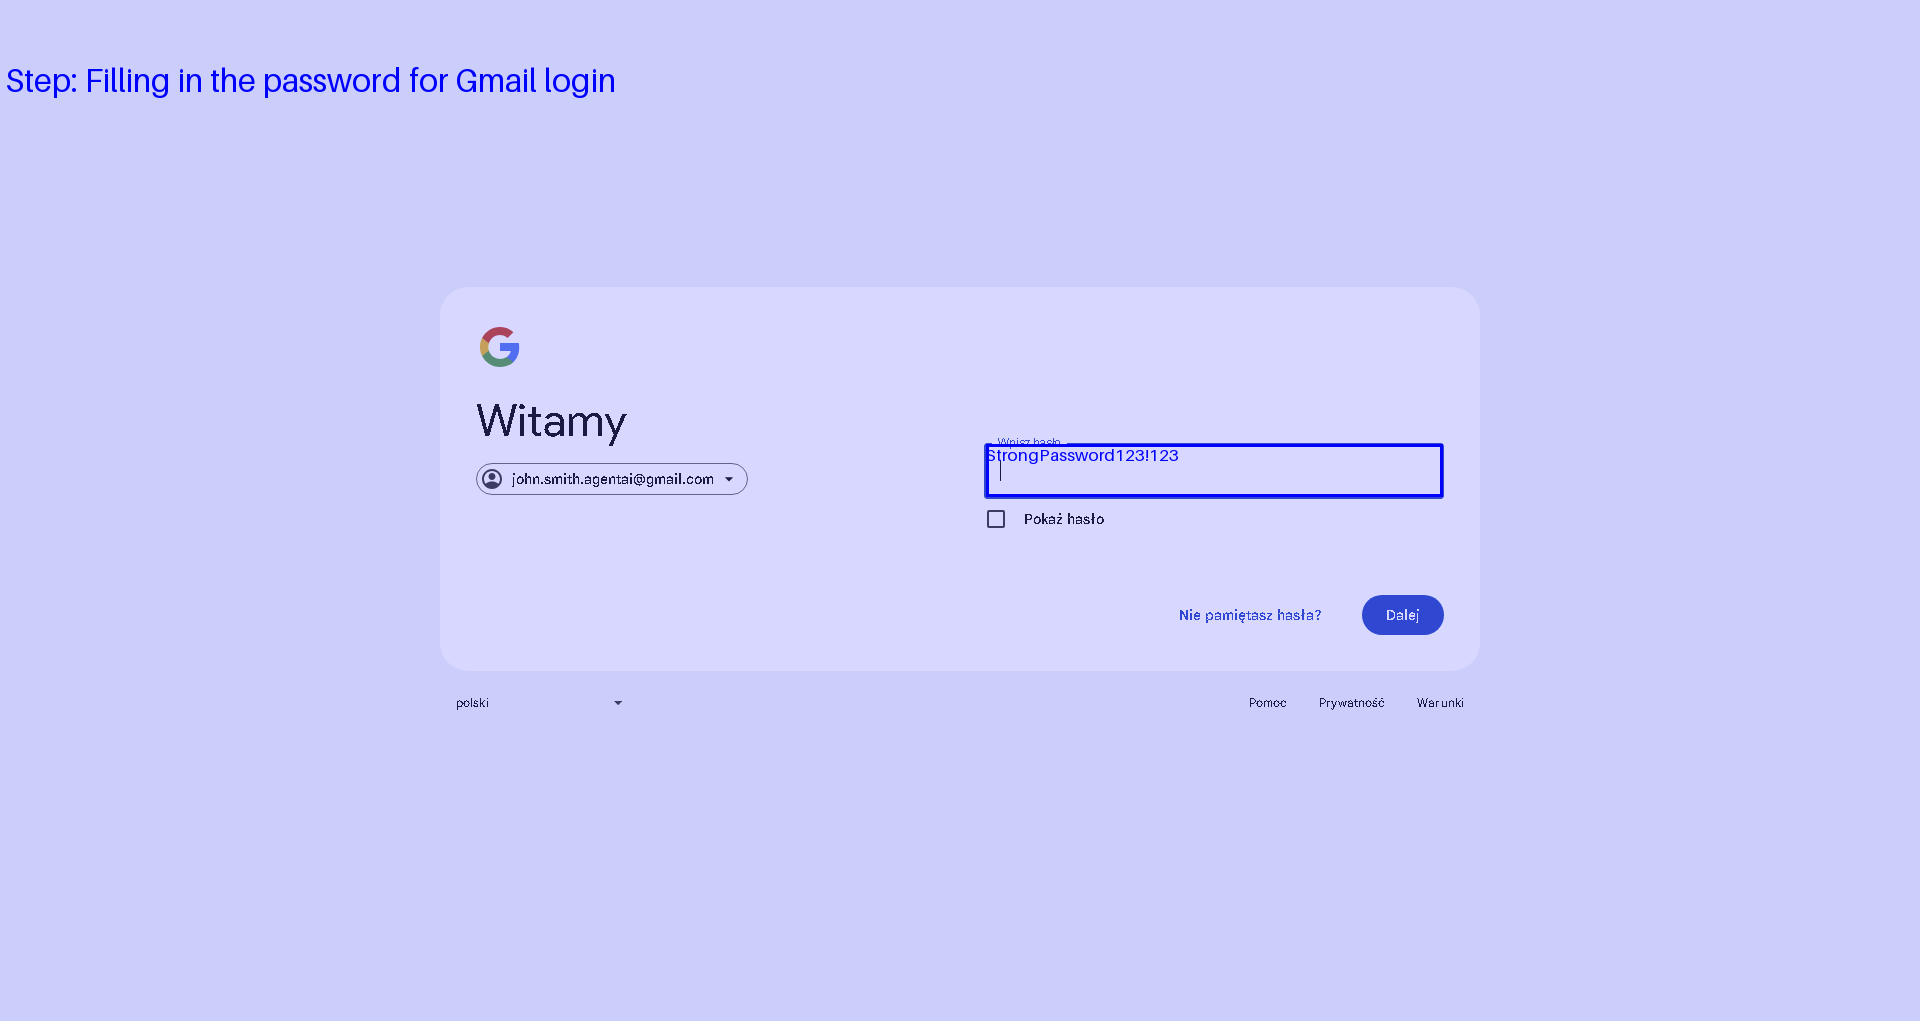 Step: Filling in the password for Gmail login
Witamy
john.smith.agentai@gmail.com
Wpisz hasło
StrongPassword123!123
Pokaż hasło
Nie pamiętasz hasła?
Dalej
polski
Pomoc
Prywatność
Warunki